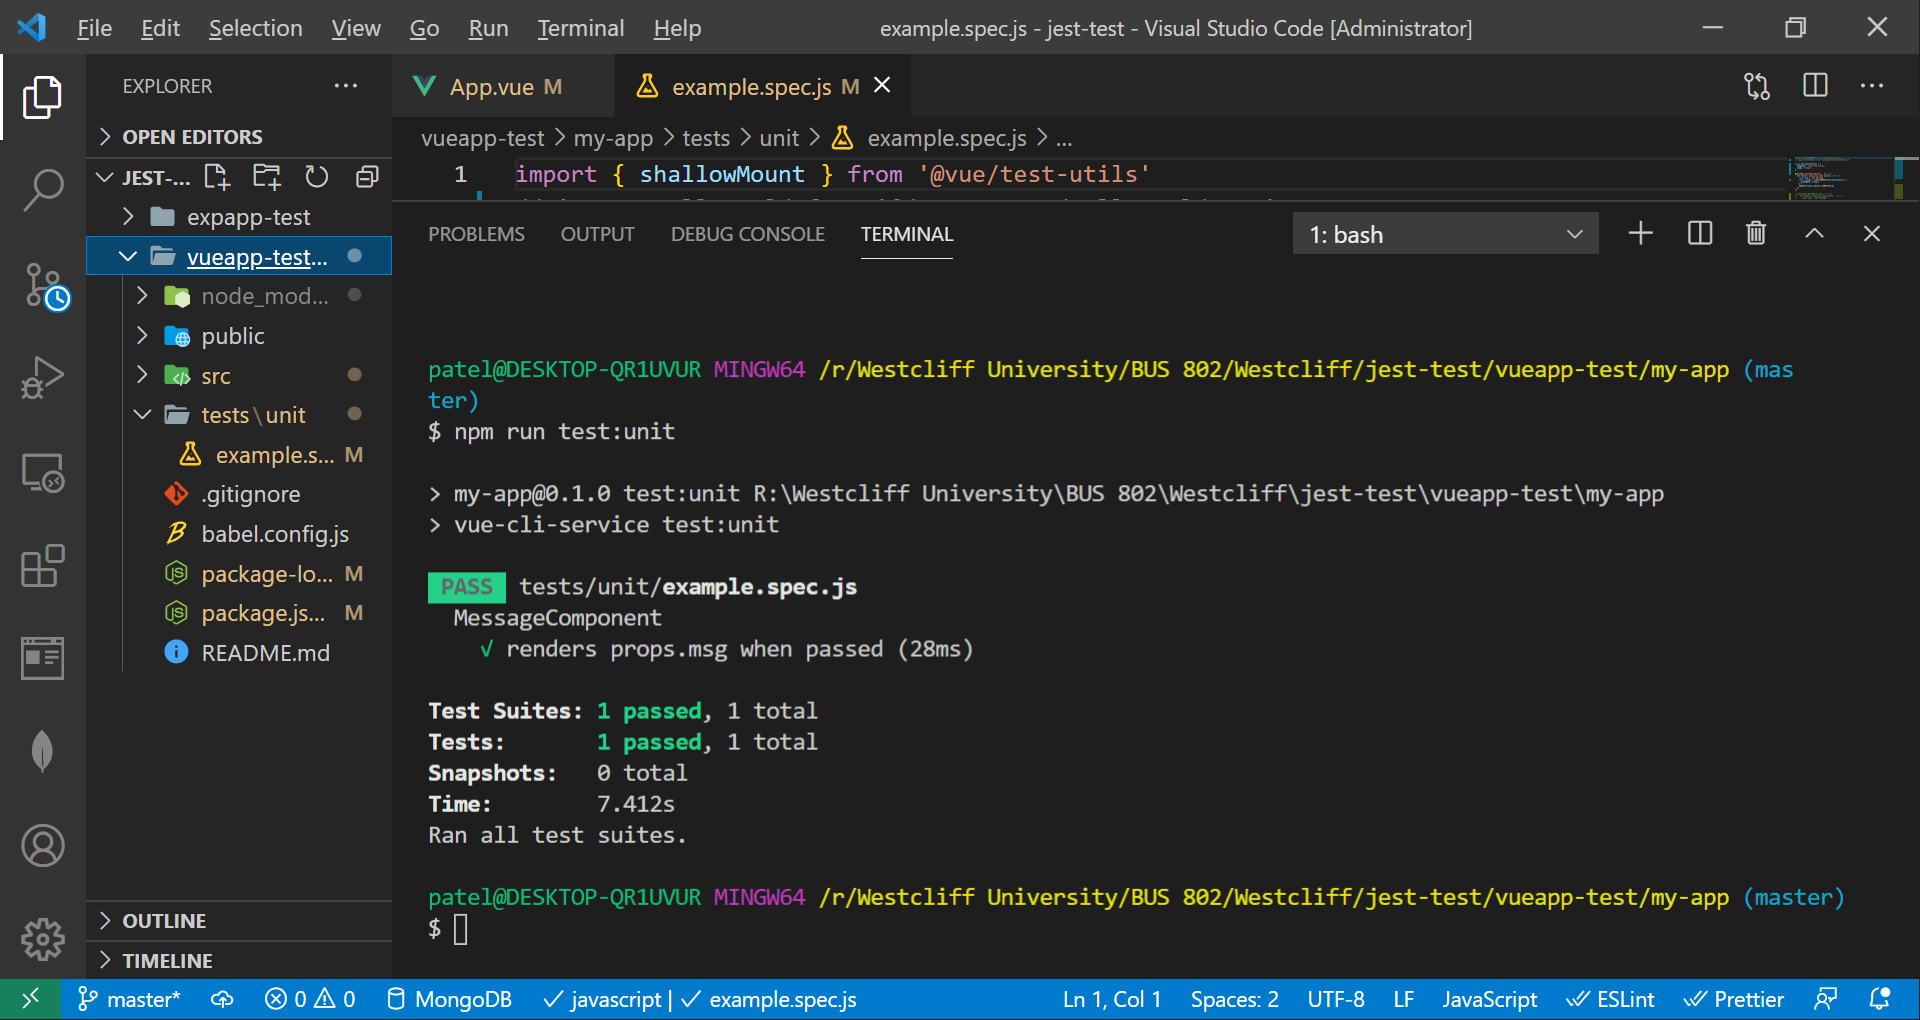 File Edit Selection View Go Run Terminal Help example.spec.js - jest-test - Visual Studio Code [Administrator]
EXPLORER
OPEN EDITORS
JEST-...
expapp-test
vueapp-test...
node_mod...
public
src
tests\unit
example.s... M
.gitignore
babel.config.js
package-lo... M
package.js... M
README.md
OUTLINE
TIMELINE
App.vue M example.spec.js M
vueapp-test > my-app > tests > unit > example.spec.js > ...
1 import { shallowMount } from '@vue/test-utils'
PROBLEMS OUTPUT DEBUG CONSOLE TERMINAL 1: bash
patel@DESKTOP-QR1UVUR MINGW64 /r/Westcliff University/BUS 802/Westcliff/jest-test/vueapp-test/my-app (mas
ter)
$ npm run test:unit
> my-app@0.1.0 test:unit R:\Westcliff University\BUS 802\Westcliff\jest-test\vueapp-test\my-app
> vue-cli-service test:unit
PASS tests/unit/example.spec.js
MessageComponent
√ renders props.msg when passed (28ms)
Test Suites: 1 passed, 1 total
Tests: 1 passed, 1 total
Snapshots: 0 total
Time: 7.412s
Ran all test suites.
patel@DESKTOP-QR1UVUR MINGW64 /r/Westcliff University/BUS 802/Westcliff/jest-test/vueapp-test/my-app (master)
$
master* 0 0 MongoDB javascript | example.spec.js Ln 1, Col 1 Spaces: 2 UTF-8 LF JavaScript ESLint Prettier